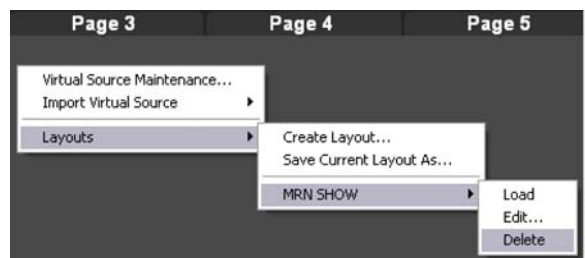 Page 3 Page 4 Page 5
Virtual Source Maintenance...
Import Virtual Source
Layouts
Create Layout...
Save Current Layout As...
MRN SHOW
Load
Edit...
Delete